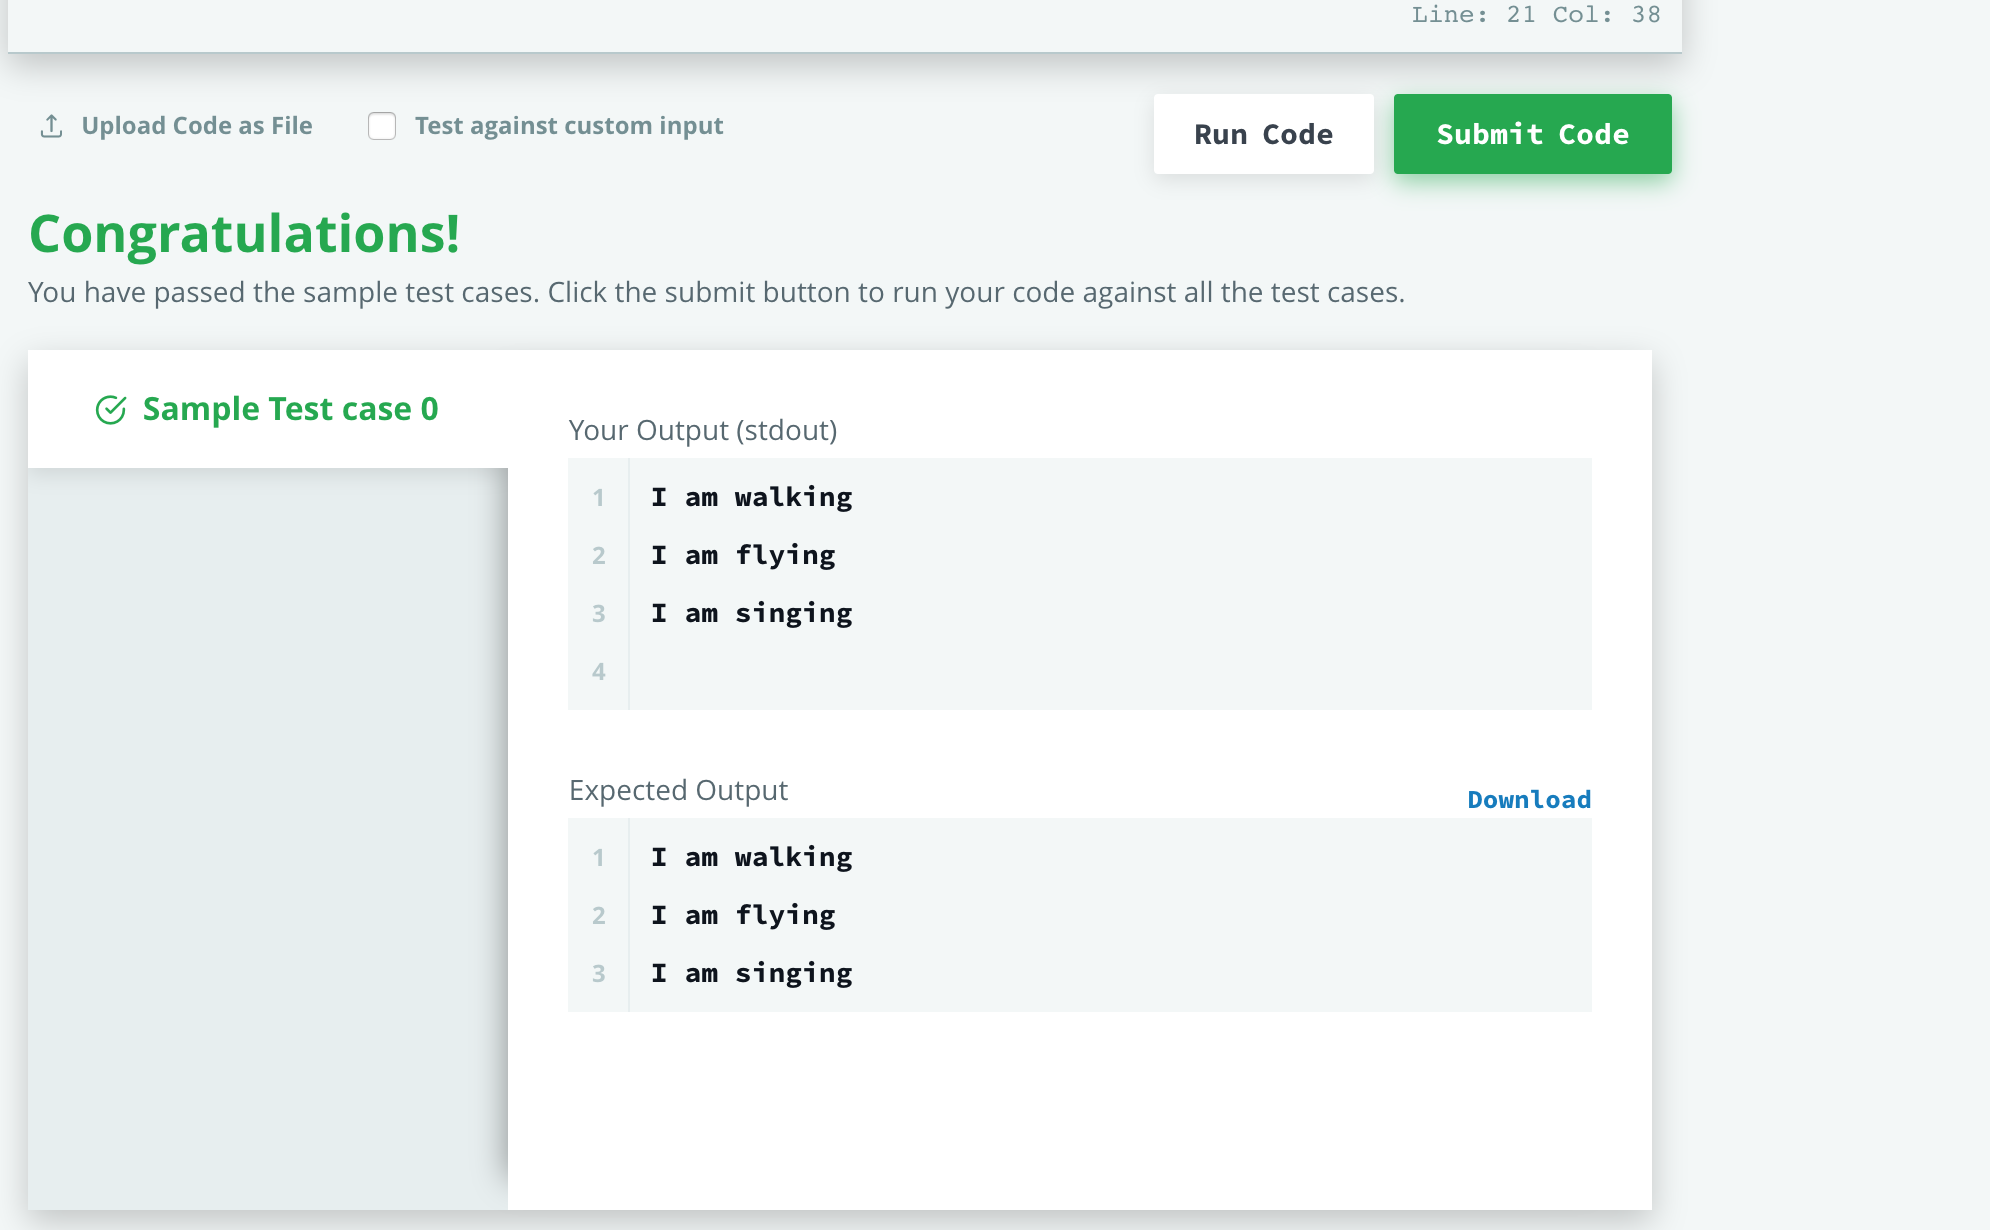 Line: 21 Col: 38
Upload Code as File
Test against custom input
Run Code
Submit Code
Congratulations!
You have passed the sample test cases. Click the submit button to run your code against all the test cases.
Sample Test case 0
Your Output (stdout)
1 I am walking
2 I am flying
3 I am singing
4
Expected Output
Download
1 I am walking
2 I am flying
3 I am singing